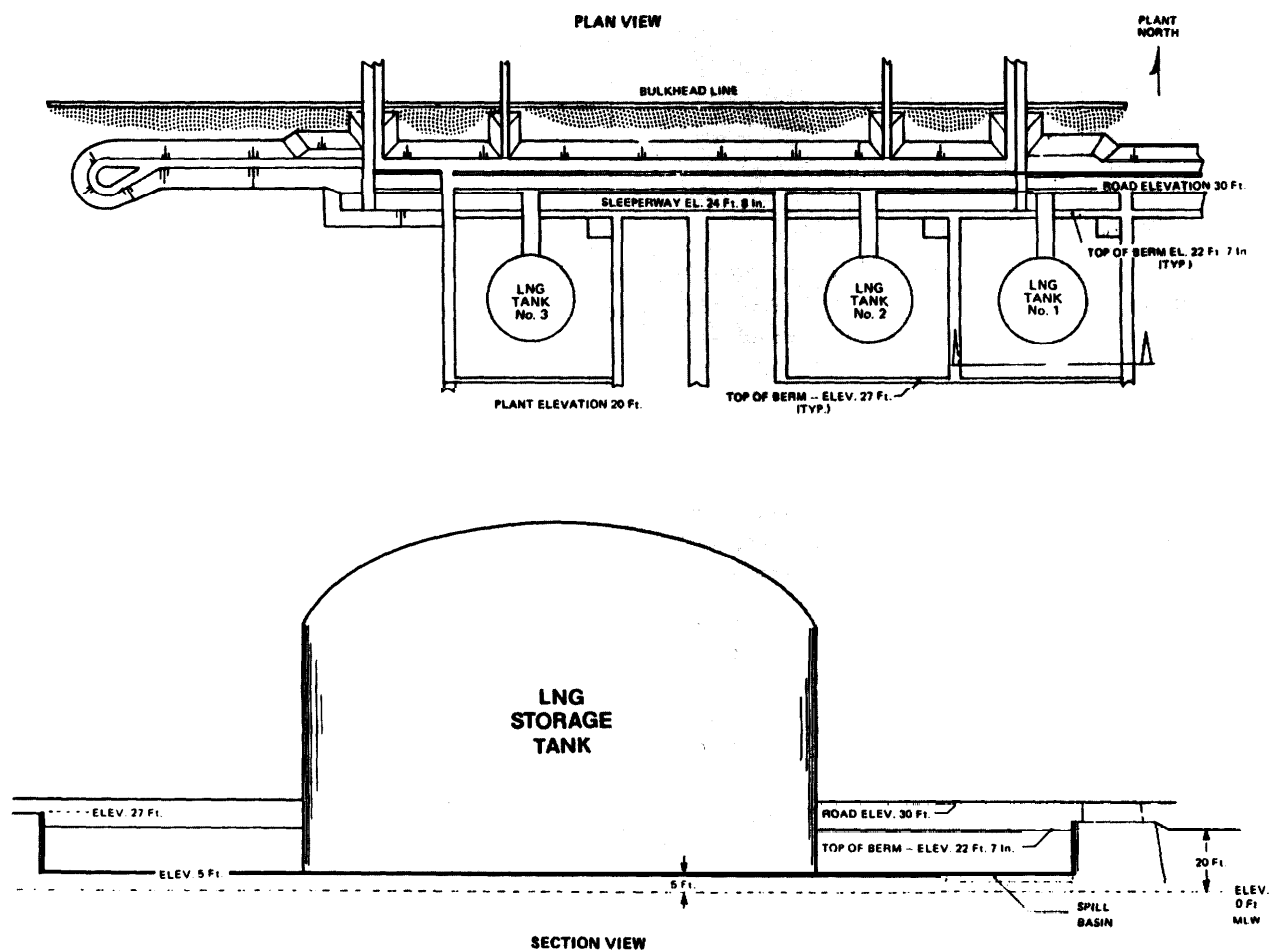 PLAN VIEW
PLANT
NORTH
BULKHEAD LINE
ROAD ELEVATION 30 Ft.
SLEEPERWAY EL. 24 Ft. 8 In.
TOP OF BERM EL. 22 Ft 7 In
(TYP.)
LNG
TANK
No. 3
LNG
TANK
No. 2
LNG
TANK
No. 1
PLANT ELEVATION 20 Ft.
TOP OF BERM – ELEV. 27 Ft.
(TYP.)
LNG
STORAGE
TANK
ELEV. 27 Ft.
ROAD ELEV. 30 Ft.
TOP OF BERM – ELEV. 22 Ft. 7 In.
20 Ft.
ELEV. 5 Ft.
5 Ft.
SPILL
BASIN
ELEV.
0 Ft
MLW
SECTION VIEW